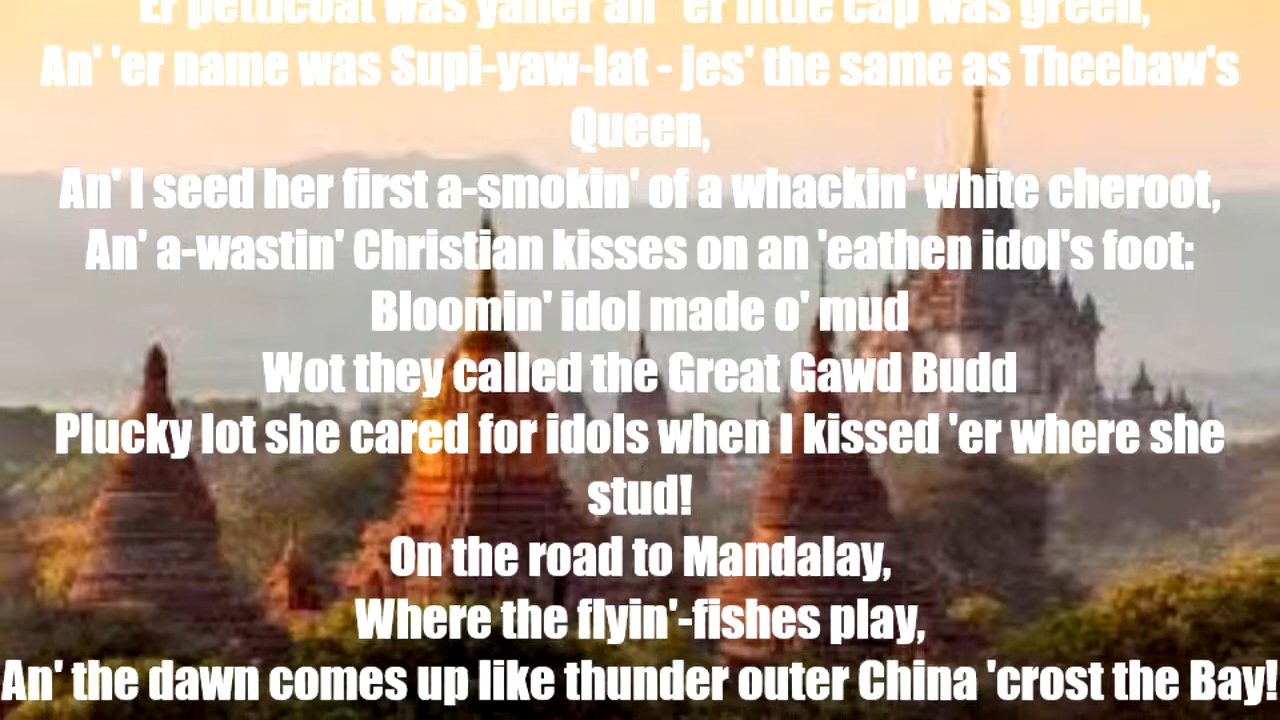 'Er petticoat was yaller an' 'er little cap was green,
An' 'er name was Supi-yaw-lat - jes' the same as Theebaw's
Queen,
An' I seed her first a-smokin' of a whackin' white cheroot,
An' a-wastin' Christian kisses on an 'eathen idol's foot:
Bloomin' idol made o' mud
Wot they called the Great Gawd Budd
Plucky lot she cared for idols when I kissed 'er where she
stud!
On the road to Mandalay,
Where the flyin'-fishes play,
An' the dawn comes up like thunder outer China 'crost the Bay!